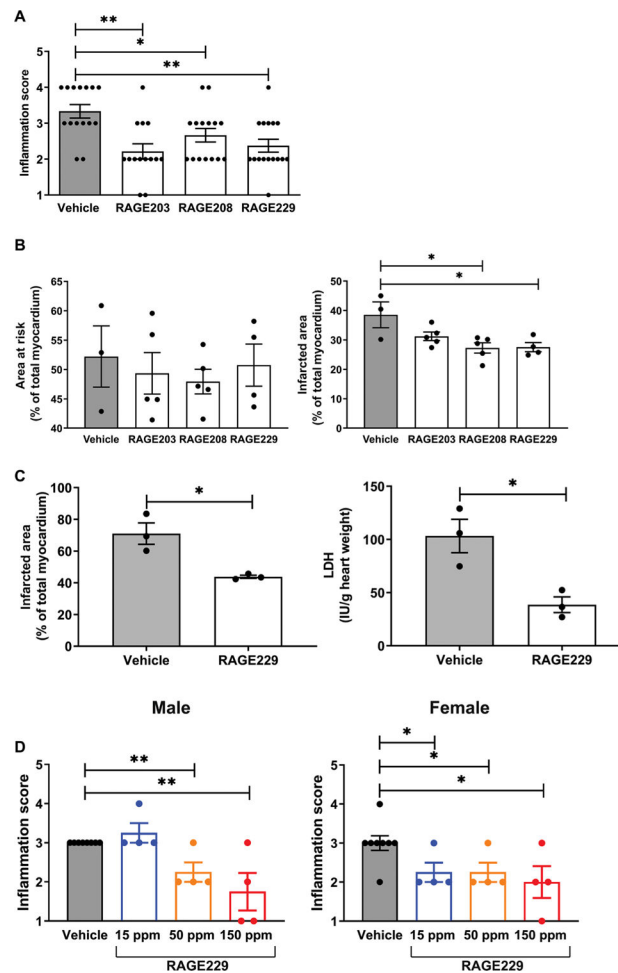 A
**
*
**
Inflammation score
5
4
3
2
1
Vehicle RAGE203 RAGE208 RAGE229
B
Area at risk
(% of total myocardium)
65
60
55
50
45
40
Vehicle RAGE203 RAGE208 RAGE229
*
*
Infarcted area
(% of total myocardium)
50
40
30
20
10
0
Vehicle RAGE203 RAGE208 RAGE229
C
*
Infarcted area
(% of total myocardium)
100
80
60
40
20
0
Vehicle RAGE229
*
LDH
(IU/g heart weight)
150
100
50
0
Vehicle RAGE229
D
Male
**
**
Inflammation score
5
4
3
2
1
Vehicle 15 ppm 50 ppm 150 ppm
RAGE229
Female
*
*
*
Inflammation score
5
4
3
2
1
Vehicle 15 ppm 50 ppm 150 ppm
RAGE229